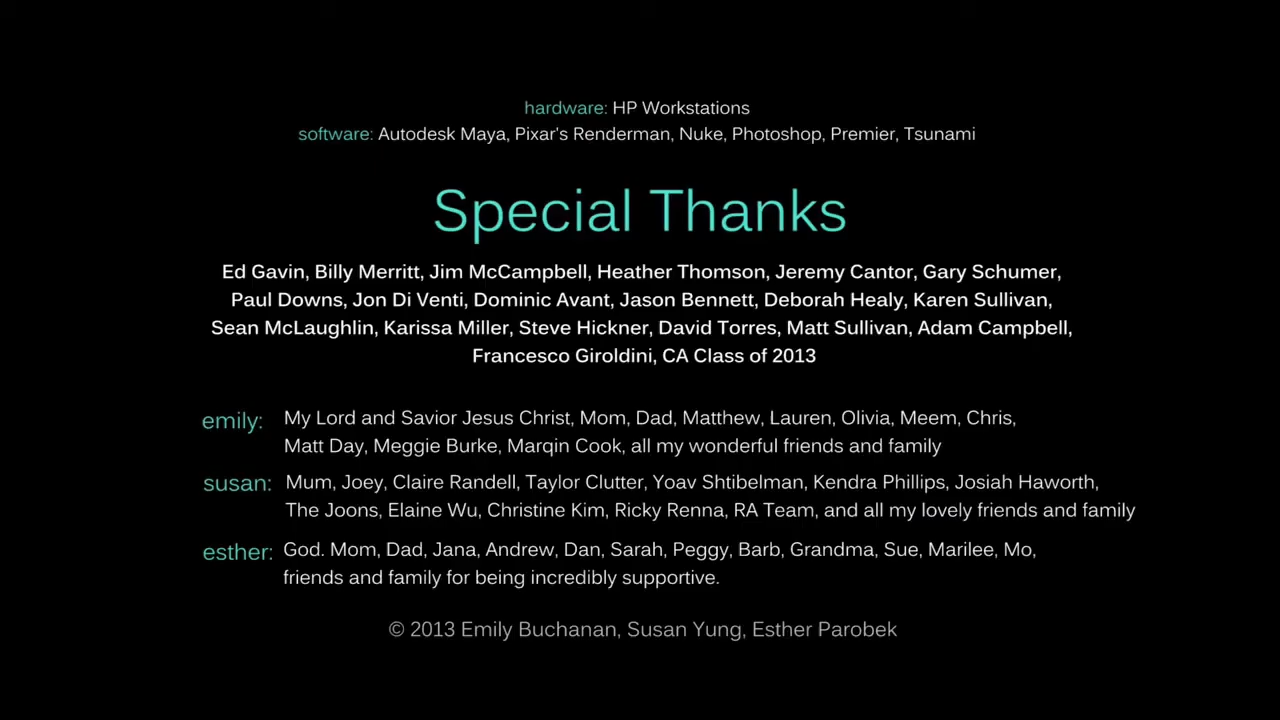 hardware: HP Workstations
software: Autodesk Maya, Pixar's Renderman, Nuke, Photoshop, Premier, Tsunami
Special Thanks
Ed Gavin, Billy Merritt, Jim McCampbell, Heather Thomson, Jeremy Cantor, Gary Schumer,
Paul Downs, Jon Di Venti, Dominic Avant, Jason Bennett, Deborah Healy, Karen Sullivan,
Sean McLaughlin, Karissa Miller, Steve Hickner, David Torres, Matt Sullivan, Adam Campbell,
Francesco Giroldini, CA Class of 2013
emily: My Lord and Savior Jesus Christ, Mom, Dad, Matthew, Lauren, Olivia, Meem, Chris,
Matt Day, Meggie Burke, Marqin Cook, all my wonderful friends and family
susan: Mum, Joey, Claire Randell, Taylor Clutter, Yoav Shtibelman, Kendra Phillips, Josiah Haworth,
The Joons, Elaine Wu, Christine Kim, Ricky Renna, RA Team, and all my lovely friends and family
esther: God. Mom, Dad, Jana, Andrew, Dan, Sarah, Peggy, Barb, Grandma, Sue, Marilee, Mo,
friends and family for being incredibly supportive.
© 2013 Emily Buchanan, Susan Yung, Esther Parobek